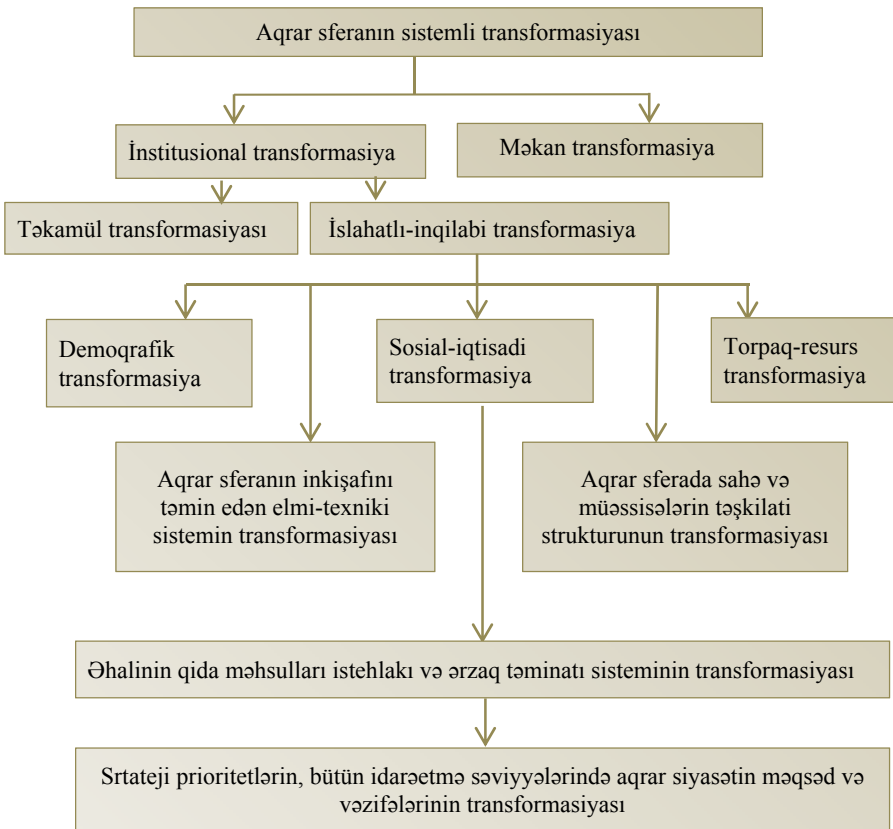 Aqrar sferanın sistemli transformasiyası
İnstitusional transformasiya
Məkan transformasiya
Təkamül transformasiyası
İslahatlı-inqilabi transformasiya
Demoqrafik
transformasiya
Sosial-iqtisadi
transformasiya
Torpaq-resurs
transformasiya
Aqrar sferanın inkişafını
təmin edən elmi-texniki
sistemin transformasiyası
Aqrar sferada sahə və
müəssisələrin təşkilati
strukturunun transformasiyası
Əhalinin qida məhsulları istehlakı və ərzaq təminatı sisteminin transformasiyası
Srtateji prioritetlərin, bütün idarəetmə səviyyələrində aqrar siyasətin məqsəd və
vəzifələrinin transformasiyası